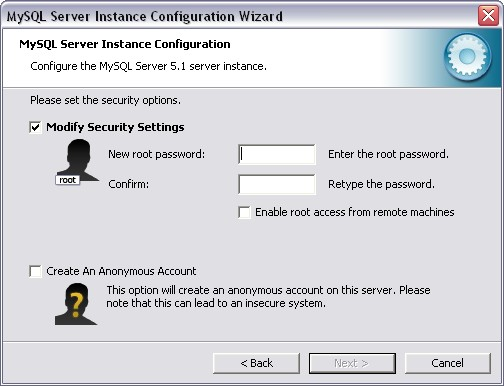 MySQL Server Instance Configuration Wizard
MySQL Server Instance Configuration
Configure the MySQL Server 5.1 server instance.
Please set the security options.
Modify Security Settings
New root password: Enter the root password.
root
Confirm: Retype the password.
Enable root access from remote machines
Create An Anonymous Account
This option will create an anonymous account on this server. Please
note that this can lead to an insecure system.
< Back Next > Cancel